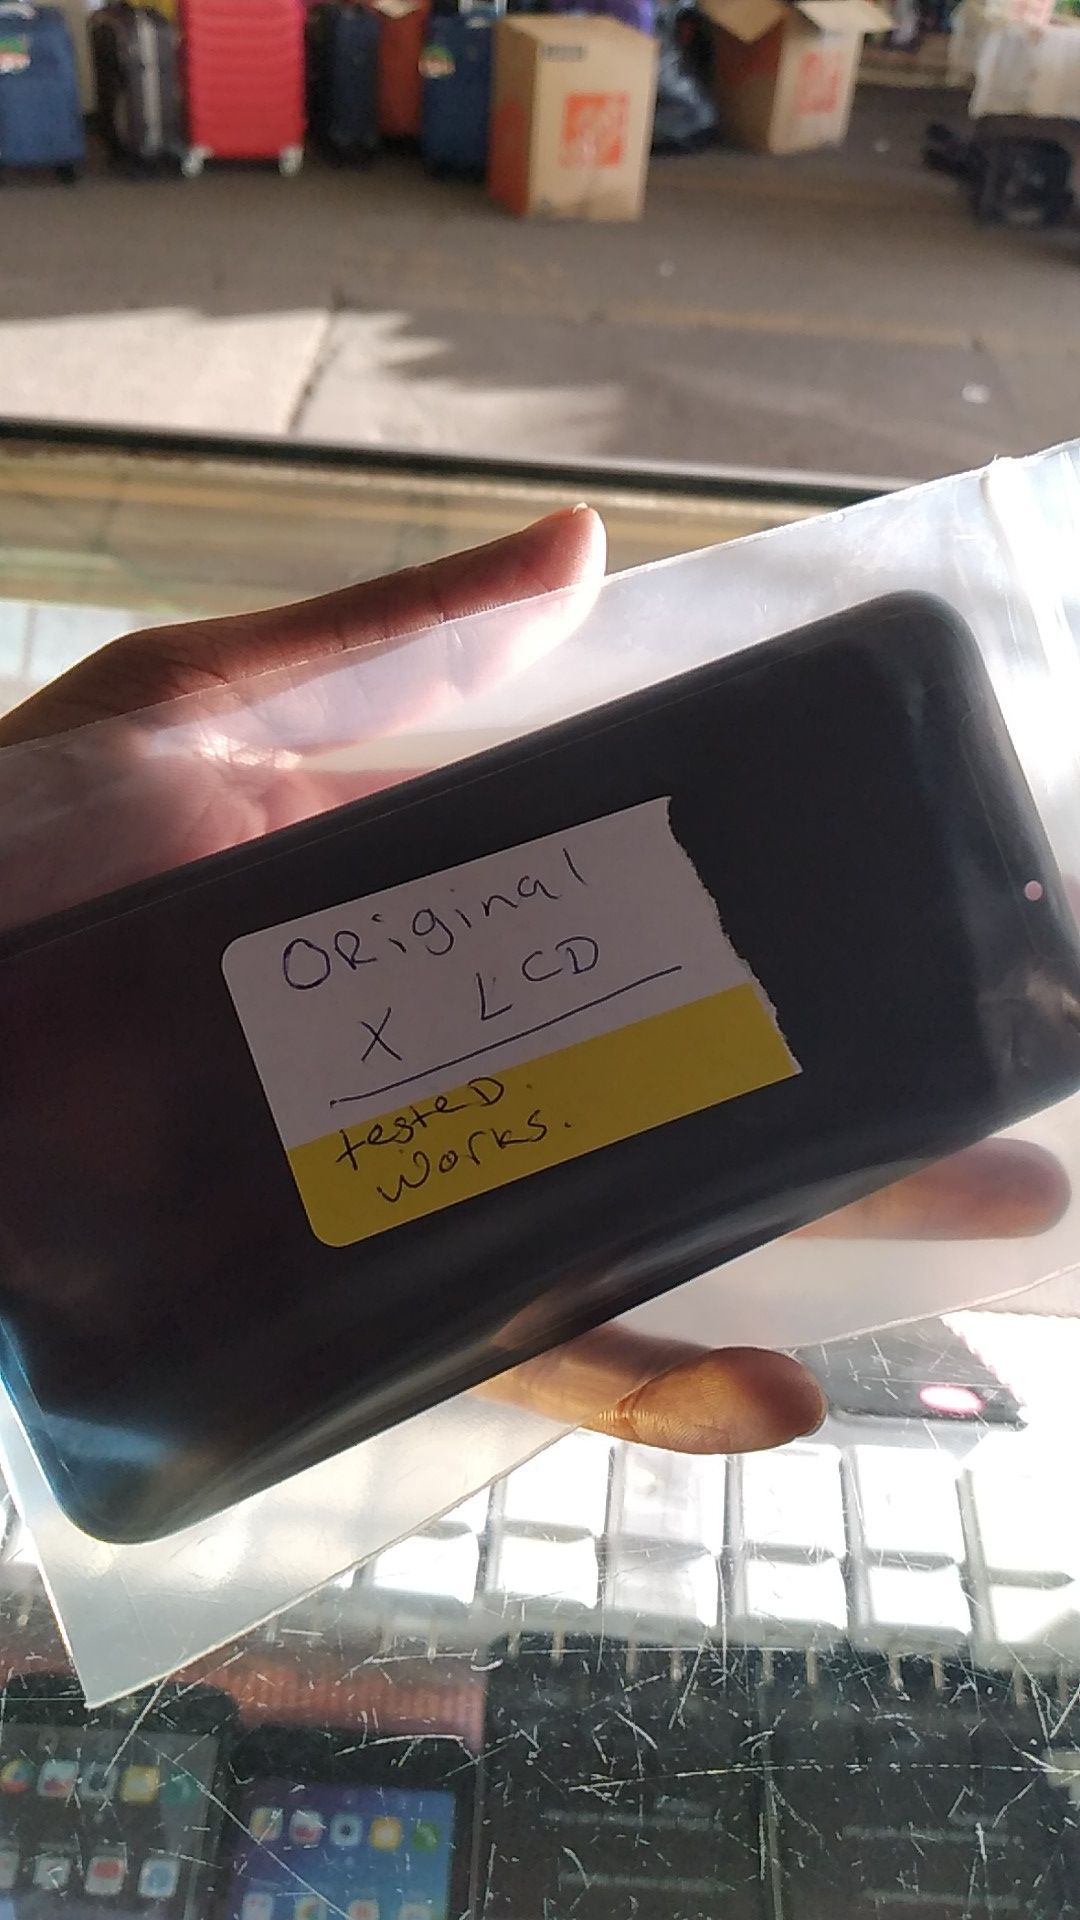 ORiginal
X LCD
testeD.
Works.